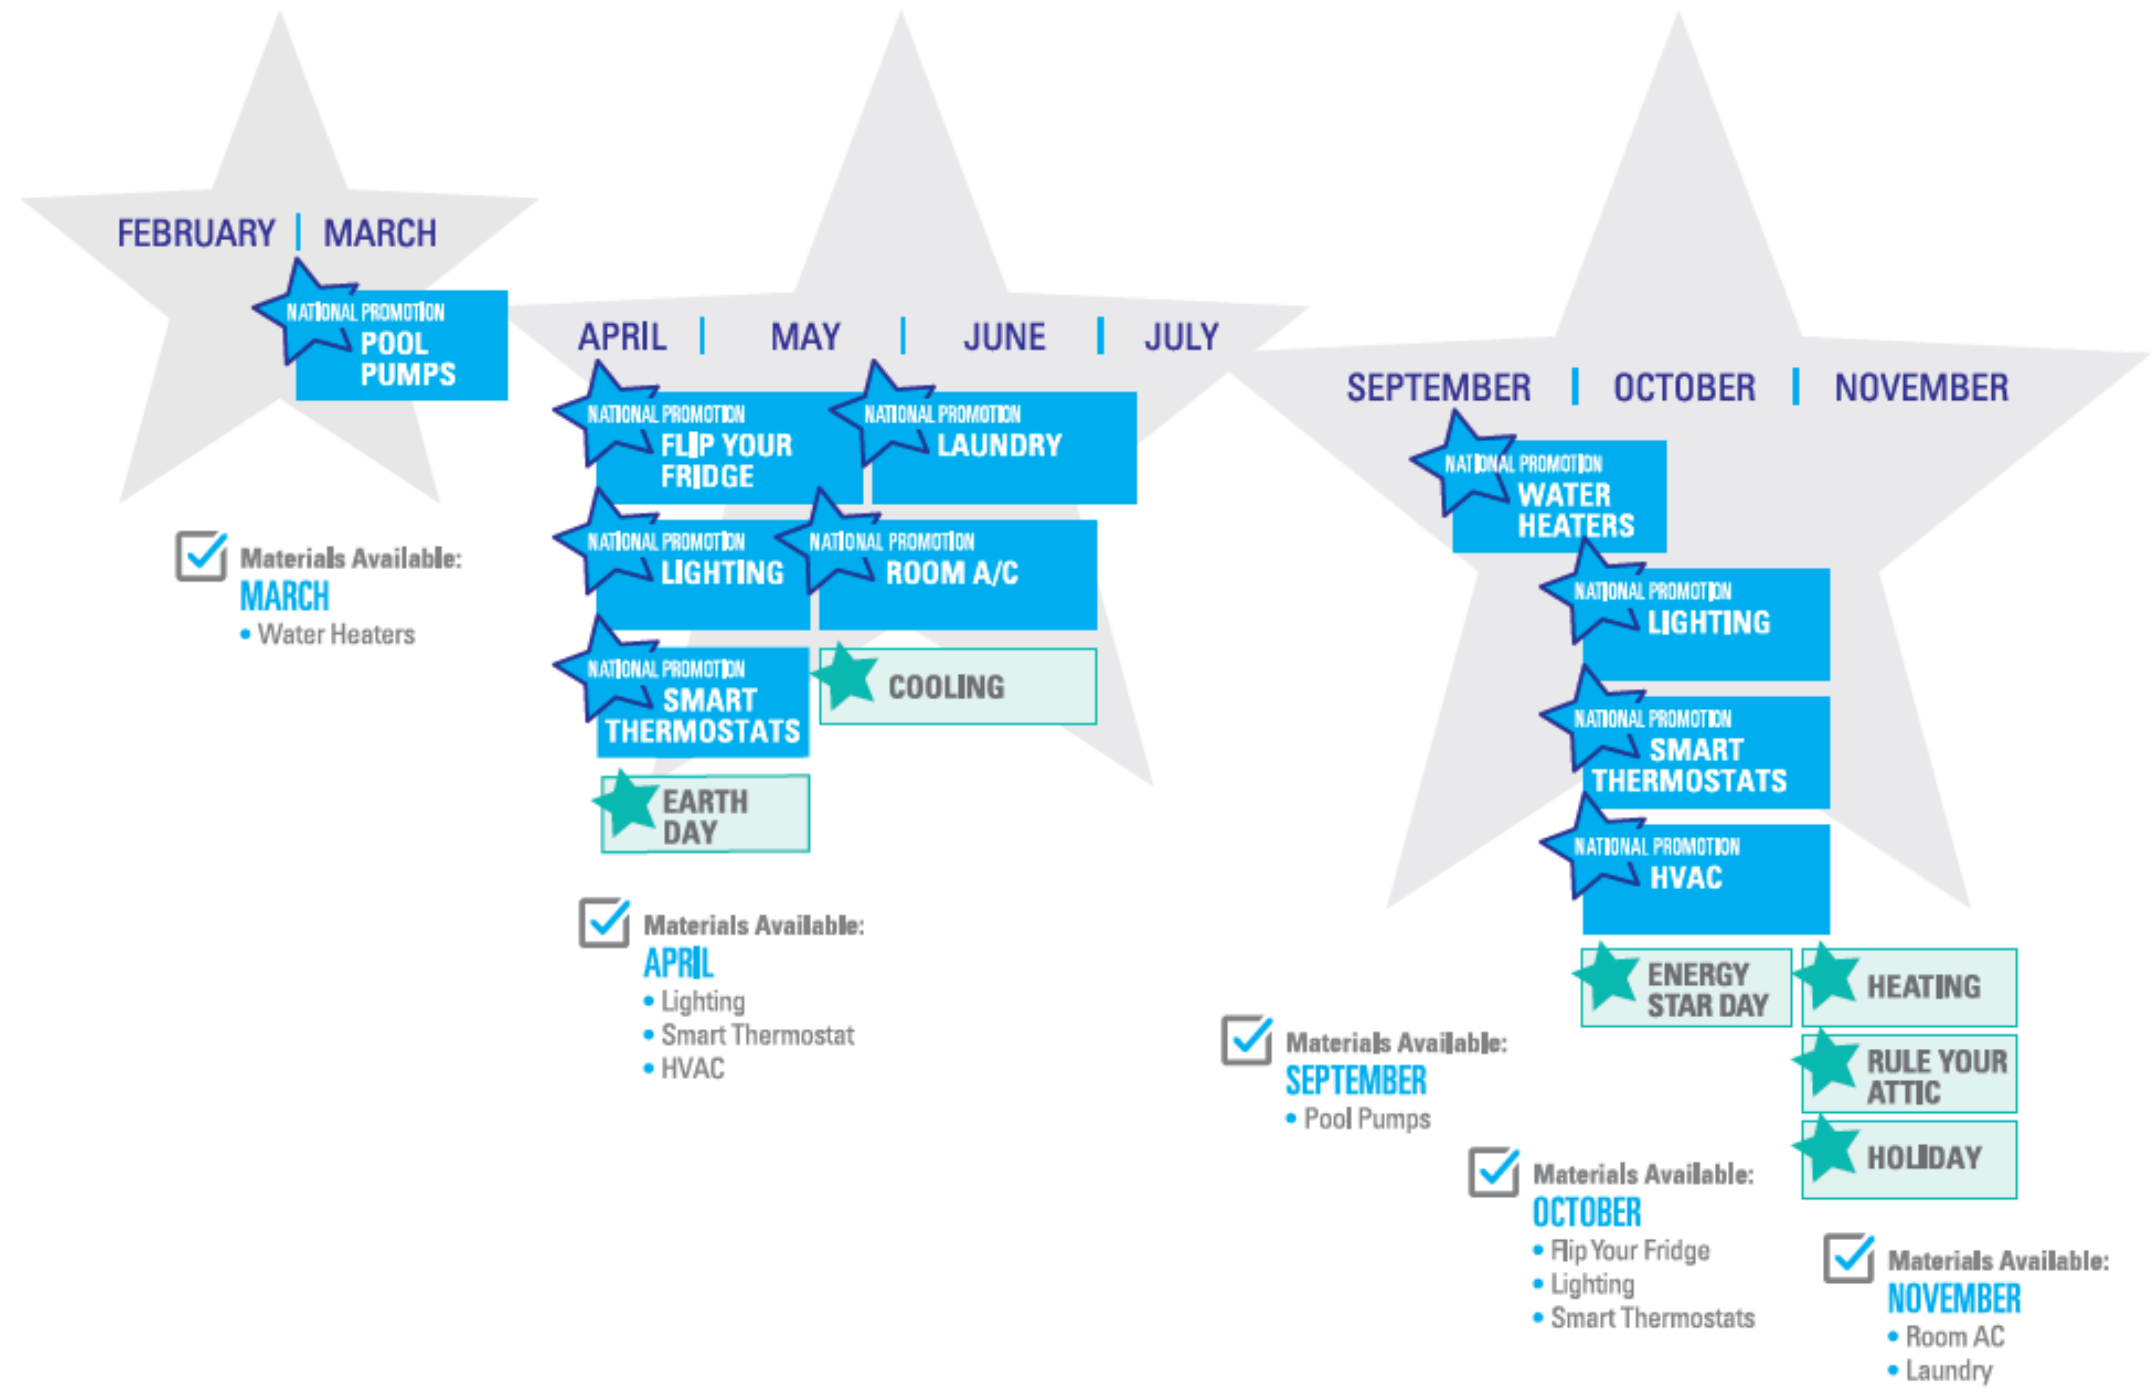 FEBRUARY | MARCH
NATIONAL PROMOTION
POOL
PUMPS
Materials Available:
MARCH
• Water Heaters
APRIL | MAY | JUNE | JULY
NATIONAL PROMOTION
FLIP YOUR
FRIDGE
NATIONAL PROMOTION
LAUNDRY
NATIONAL PROMOTION
LIGHTING
NATIONAL PROMOTION
ROOM A/C
NATIONAL PROMOTION
SMART
THERMOSTATS
COOLING
EARTH
DAY
Materials Available:
APRIL
• Lighting
• Smart Thermostat
• HVAC
SEPTEMBER | OCTOBER | NOVEMBER
NATIONAL PROMOTION
WATER
HEATERS
NATIONAL PROMOTION
LIGHTING
NATIONAL PROMOTION
SMART
THERMOSTATS
NATIONAL PROMOTION
HVAC
ENERGY
STAR DAY
HEATING
RULE YOUR
ATTIC
HOLIDAY
Materials Available:
SEPTEMBER
• Pool Pumps
Materials Available:
OCTOBER
• Flip Your Fridge
• Lighting
• Smart Thermostats
Materials Available:
NOVEMBER
• Room AC
• Laundry